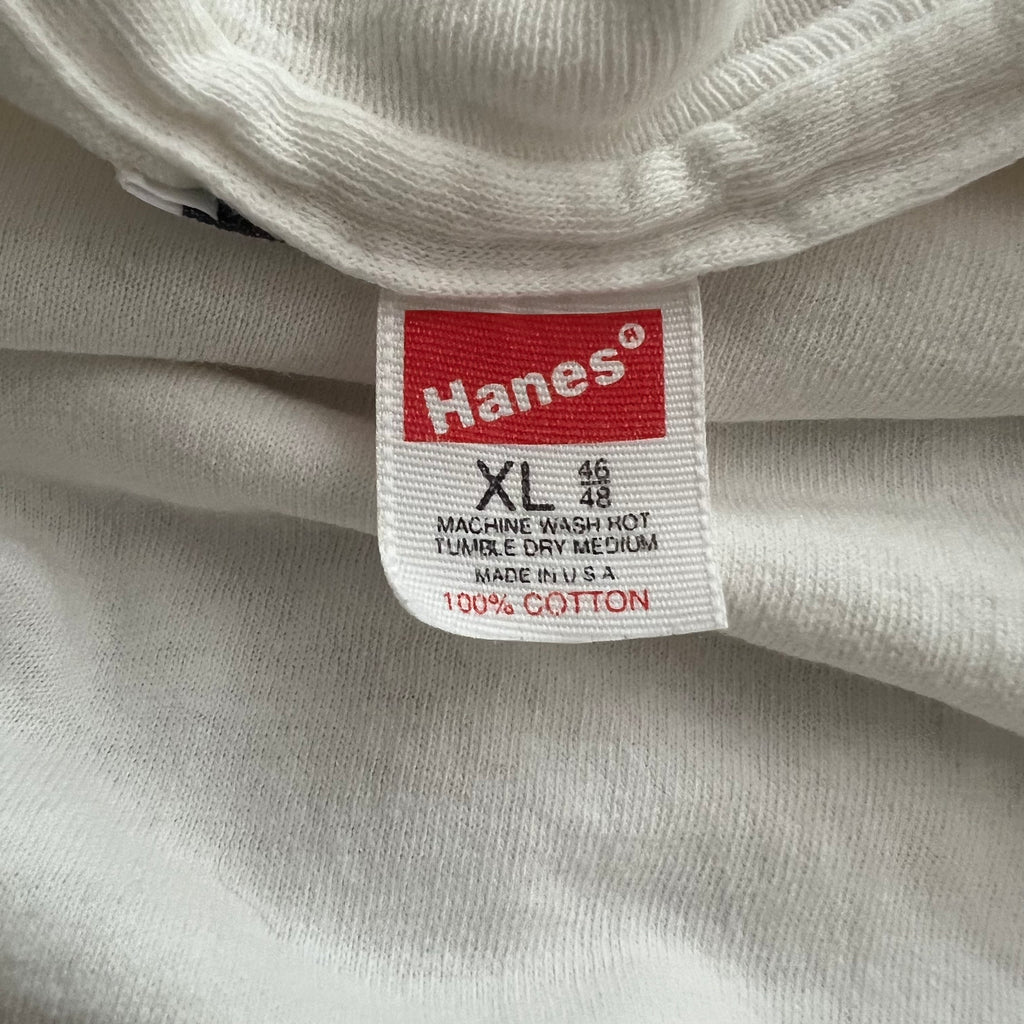 Hanes®
XL 46/48
MACHINE WASH HOT
TUMBLE DRY MEDIUM
MADE IN U S A
100% COTTON